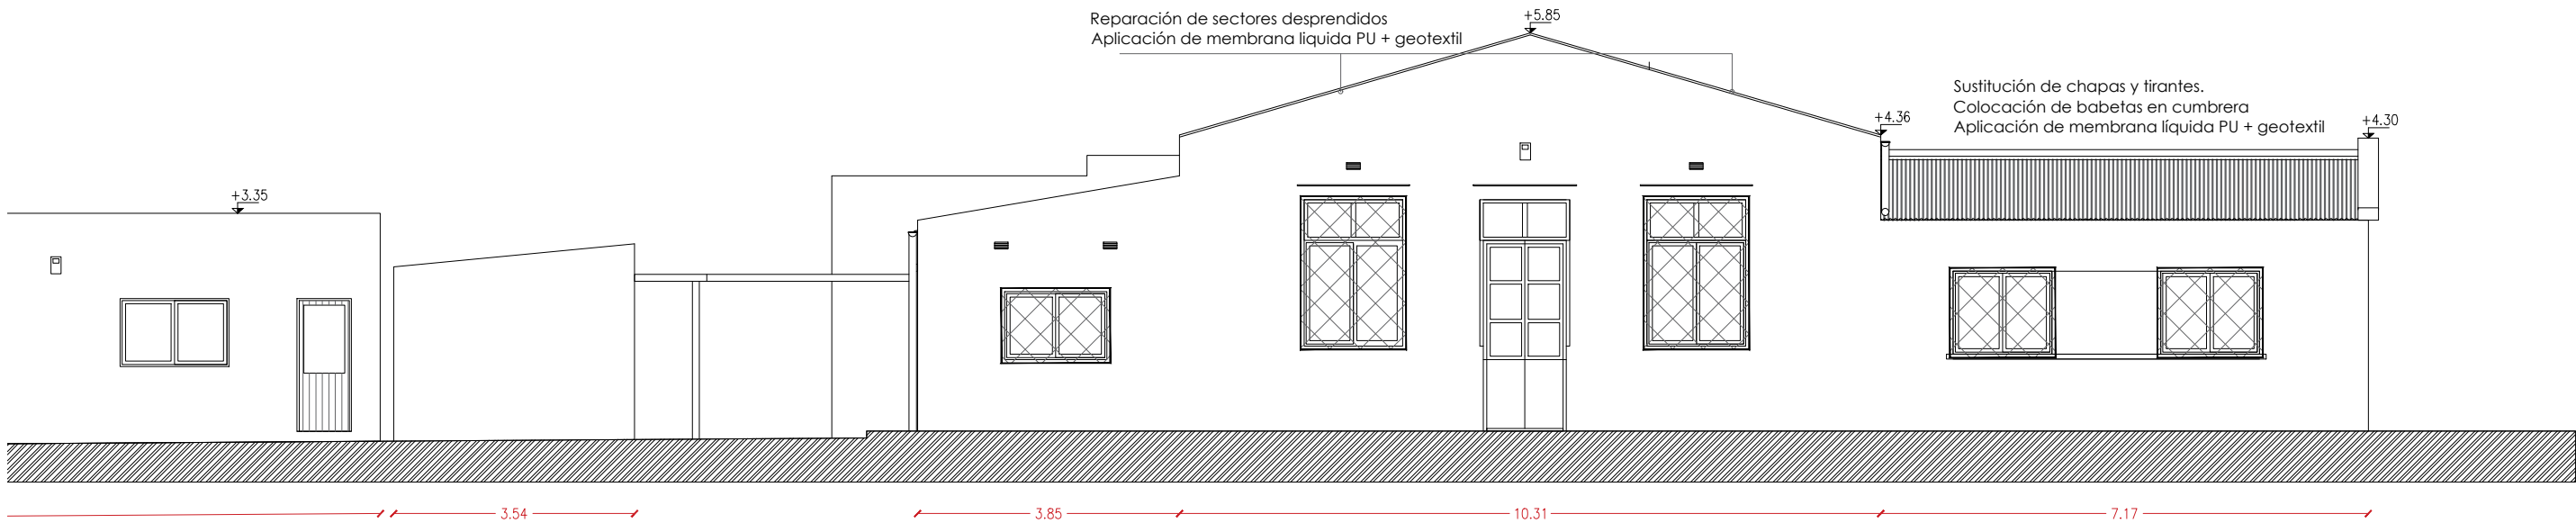 Reparación de sectores desprendidos
Aplicación de membrana liquida PU + geotextil
+5.85
Sustitución de chapas y tirantes.
Colocación de babetas en cumbrera
Aplicación de membrana líquida PU + geotextil
+4.36
+4.30
+3.35
3.54
3.85
10.31
7.17